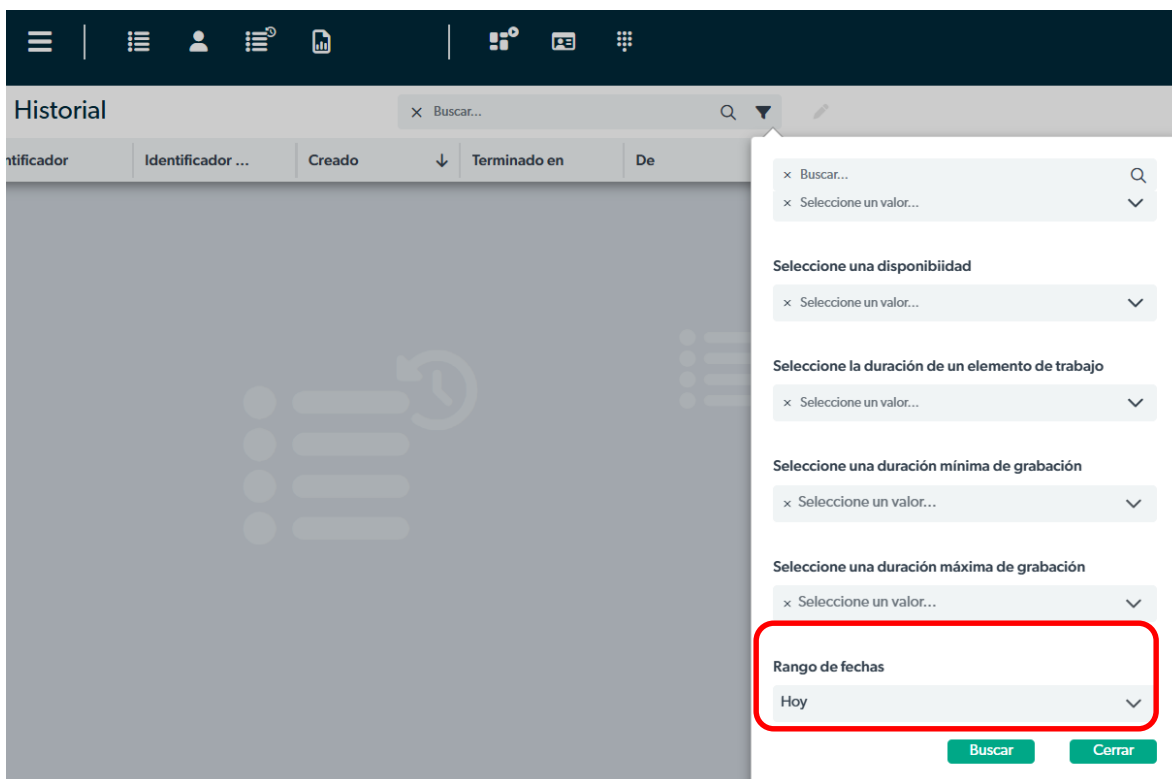 Historial
Buscar...
ntificador
Identificador ...
Creado
Terminado en
De
Buscar...
Seleccione un valor...
Seleccione una disponibiidad
Seleccione un valor...
Seleccione la duración de un elemento de trabajo
Seleccione un valor...
Seleccione una duración mínima de grabación
Seleccione un valor...
Seleccione una duración máxima de grabación
Seleccione un valor...
Rango de fechas
Hoy
Buscar
Cerrar